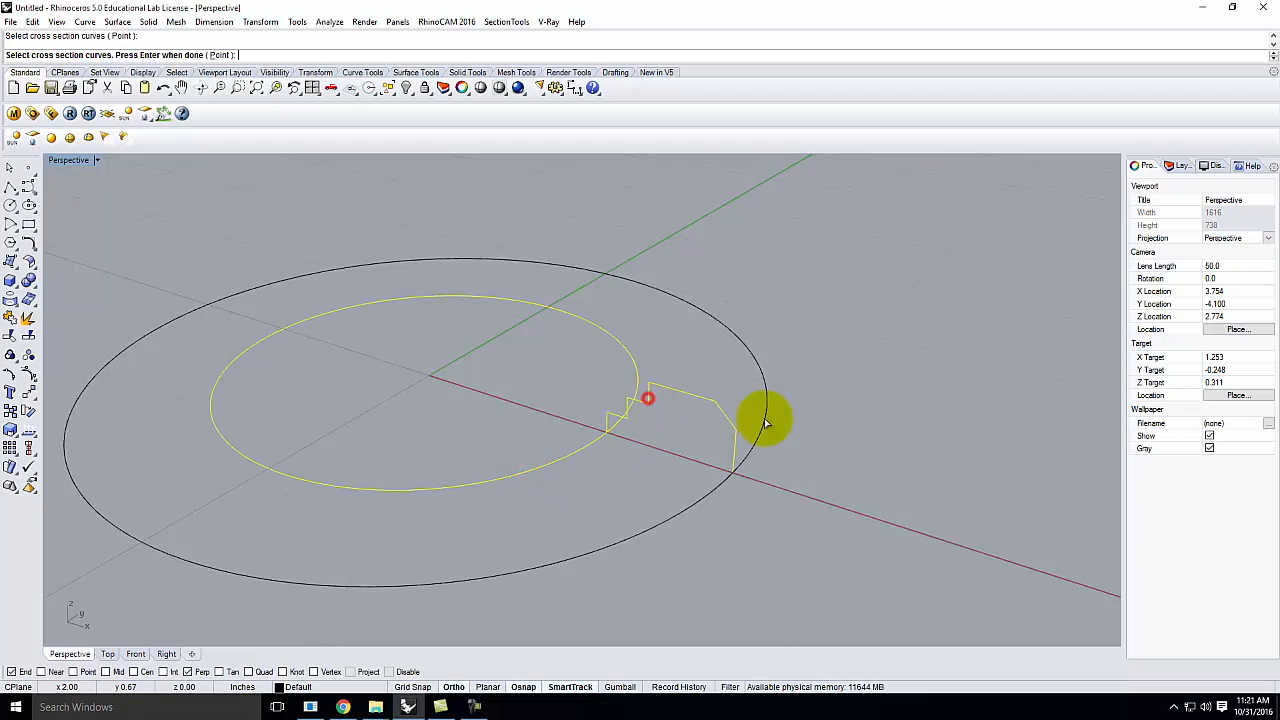 Untitled - Rhinoceros 5.0 Educational Lab License - [Perspective]
File Edit View Curve Surface Solid Mesh Dimension Transform Tools Analyze Render Panels RhinoCAM 2016 SectionTools V-Ray Help
Select cross section curves ( Point ):
Select cross section curves. Press Enter when done ( Point ):
Standard CPlanes Set View Display Select Viewport Layout Visibility Transform Curve Tools Surface Tools Solid Tools Mesh Tools Render Tools Drafting New in V5
Perspective
Pro... Lay... Dis... Help
Viewport
Title Perspective
Width 1616
Height 738
Projection Perspective
Camera
Lens Length 50.0
Rotation 0.0
X Location 3.754
Y Location -4.100
Z Location 2.774
Location Place...
Target
X Target 1.253
Y Target -0.248
Z Target 0.311
Location Place...
Wallpaper
Filename (none) ...
Show
Gray
z
y
x
Perspective Top Front Right
End Near Point Mid Cen Int Perp Tan Quad Knot Vertex Project Disable
CPlane x 2.00 y 0.67 z 0.00 Inches Default Grid Snap Ortho Planar Osnap SmartTrack Gumball Record History Filter Available physical memory: 11644 MB
Search Windows
11:21 AM
10/31/2016